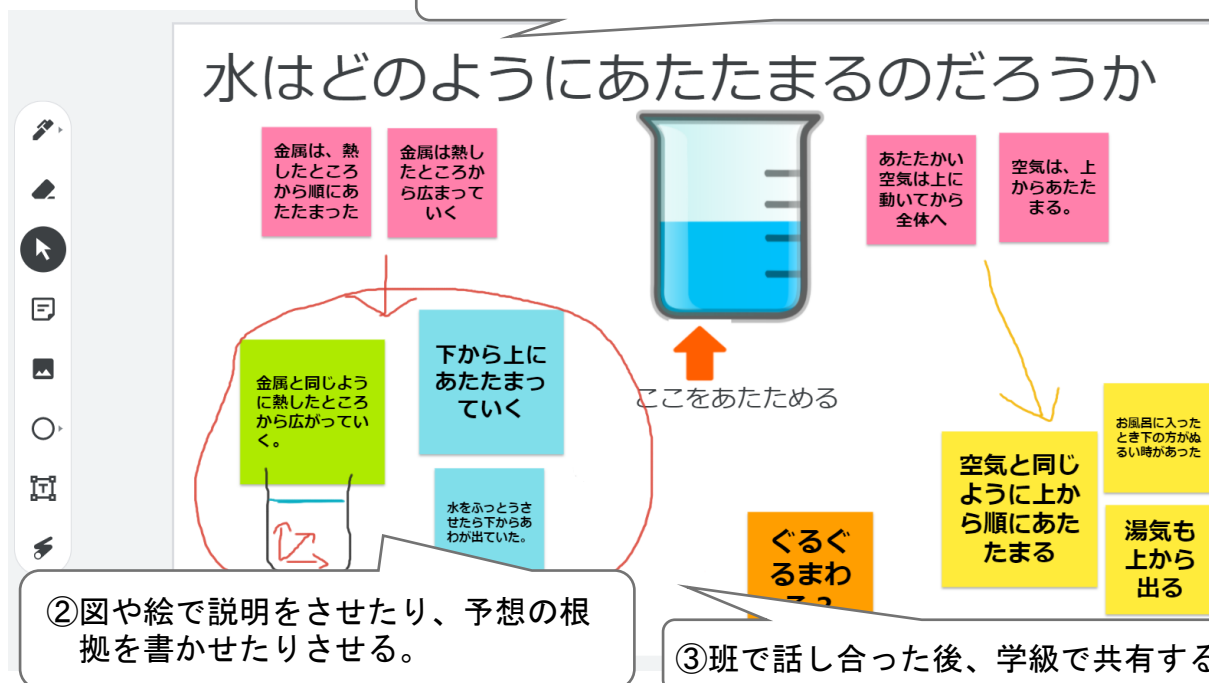 水はどのようにあたたまるのだろうか
金属は、熱
したところ
から順にあ
たたまった
金属は熱し
たところか
ら広まって
いく
あたたかい
空気は上に
動いてから
全体へ
空気は、上
からあたた
まる。
ここをあたためる
金属と同じよう
に熱したところ
から広がってい
く。
下から上に
あたたまっ
ていく
水をふっとうさ
せたら下からあ
わが出ていた。
空気と同じ
ように上か
ら順にあた
たまる
お風呂に入った
とき下の方がぬ
るい時があった
湯気も
上から
出る
ぐるぐ
るまわ
る?
②図や絵で説明をさせたり、予想の根
拠を書かせたりさせる。
③班で話し合った後、学級で共有する